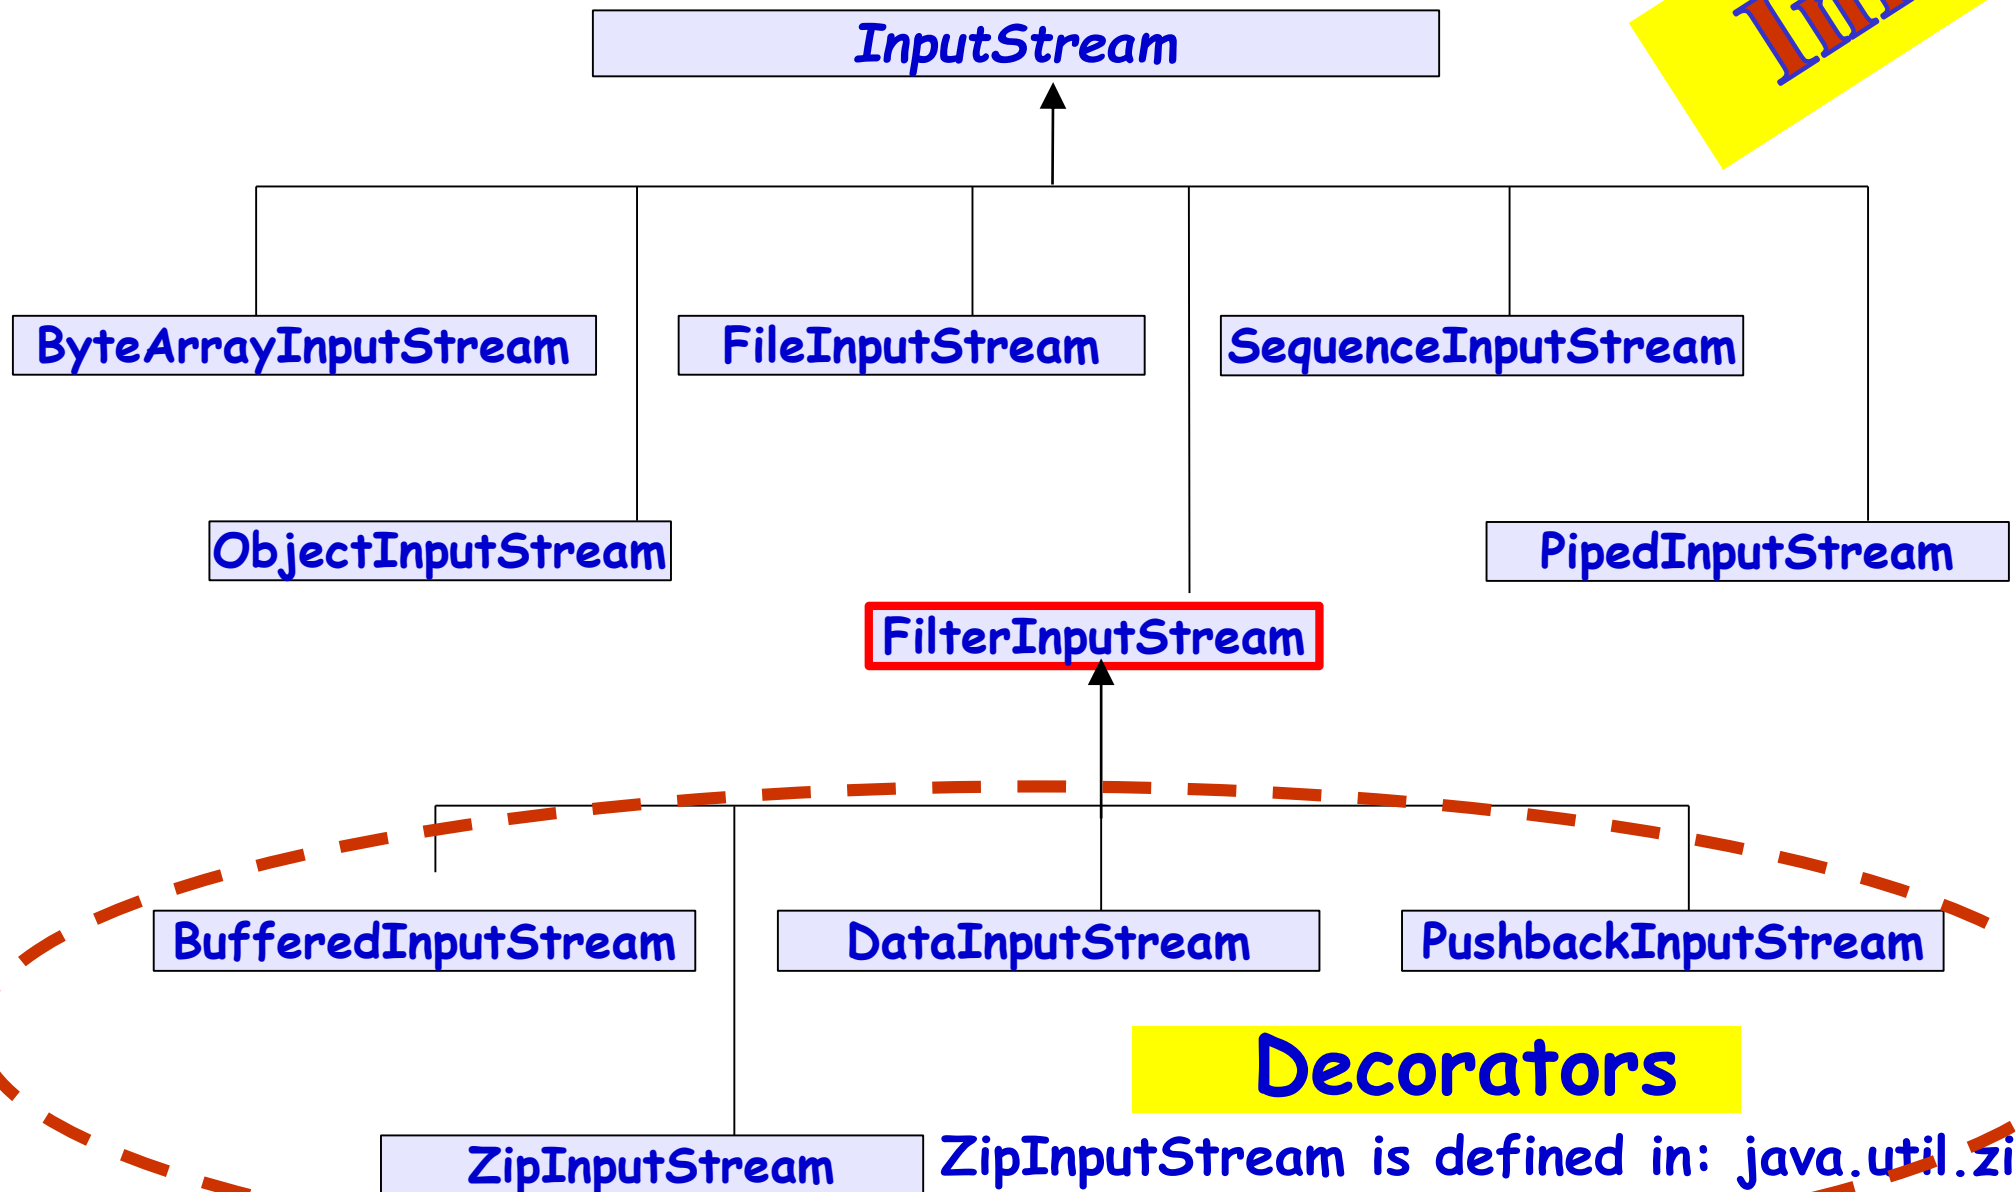 InputStream
ByteArrayInputStream
FileInputStream
SequenceInputStream
ObjectInputStream
PipedInputStream
FilterInputStream
BufferedInputStream
DataInputStream
PushbackInputStream
Decorators
ZipInputStream
ZipInputStream is defined in: java.util.zi